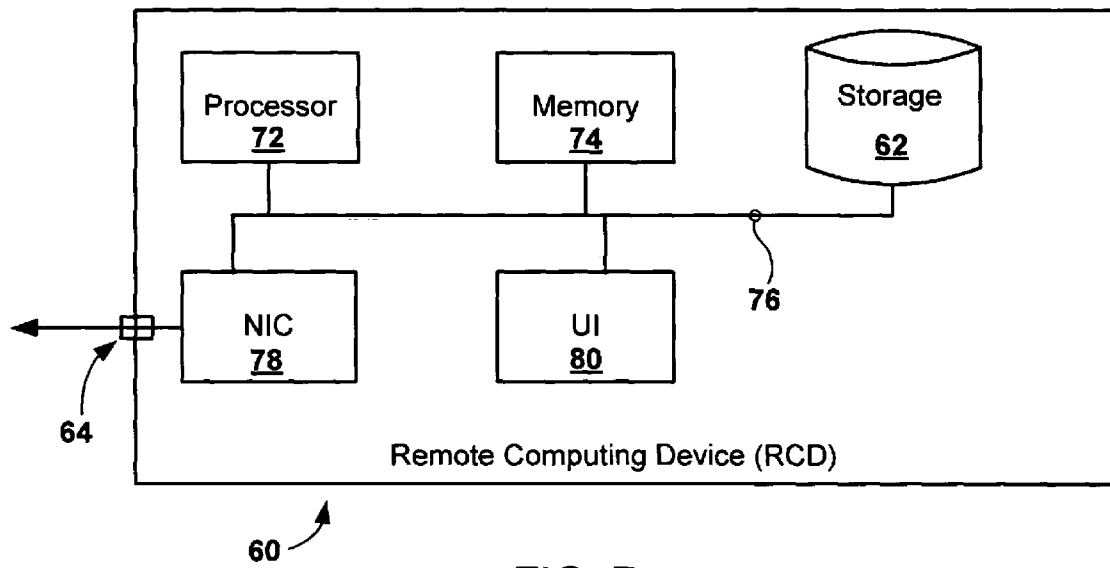 Processor
72
Memory
74
Storage
62
76
NIC
78
UI
80
64
Remote Computing Device (RCD)
60